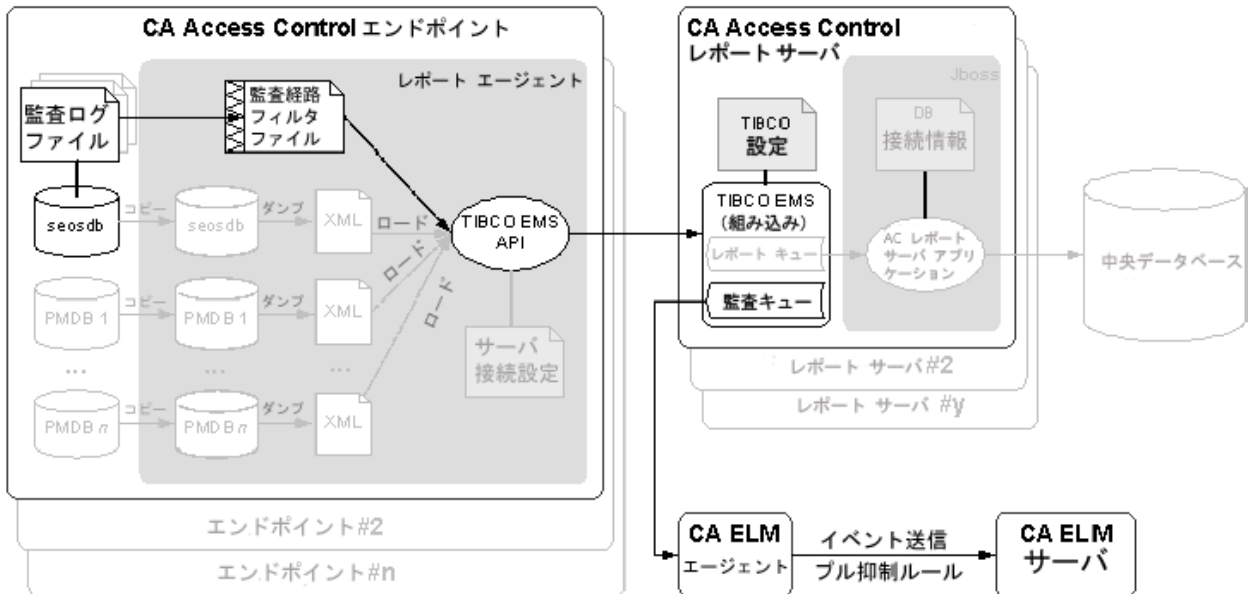 CA Access Control エンドポイント
レポート エージェント
監査ログ
ファイル
監査経路
フィルタ
ファイル
seosdb
コピー
seosdb
ダンプ
XML
ロード
TIBCO EMS
API
ロード
ロード
PMDB 1
コピー
PMDB 1
ダンプ
XML
サーバ
接続設定
...
...
...
PMDB n
コピー
PMDB n
ダンプ
XML
エンドポイント#2
エンドポイント#n
CA Access Control
レポート サーバ
Jboss
TIBCO
設定
DB
接続情報
TIBCO EMS
(組み込み)
レポート キュー
監査キュー
AC レポート
サーバ アプリ
ケーション
中央データベース
レポート サーバ#2
レポート サーバ #y
CA ELM
エージェント
イベント送信
プル抑制ルール
CA ELM
サーバ